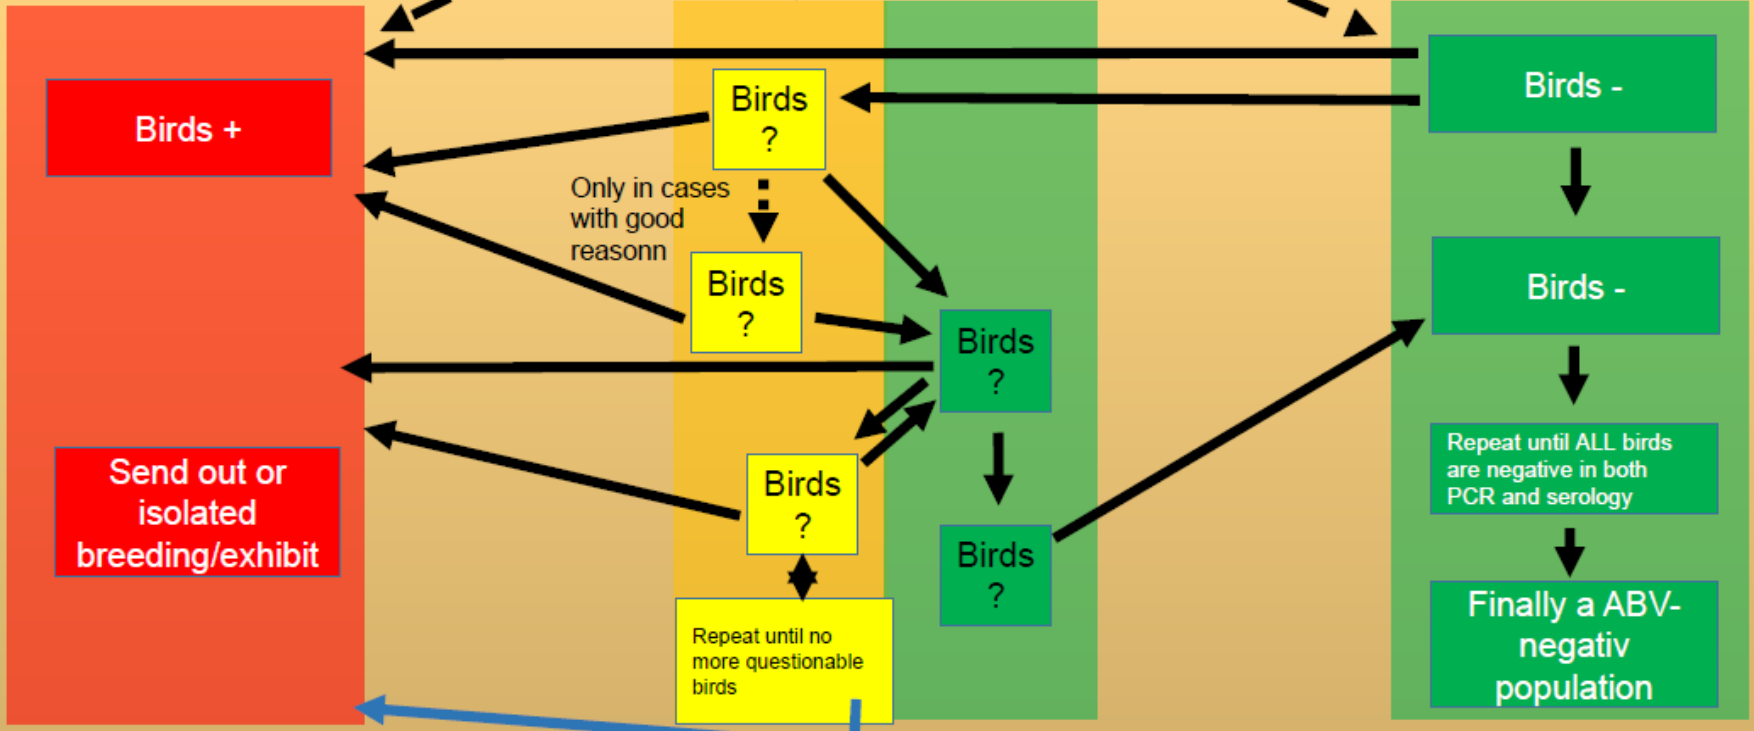 Birds +
Send out or
isolated
breeding/exhibit
Birds
?
Only in cases
with good
reasonn
Birds
?
Birds
?
Repeat until no
more questionable
birds
Birds
?
Birds
?
Birds -
Birds -
Repeat until ALL birds
are negative in both
PCR and serology
Finally a ABV-
negativ
population